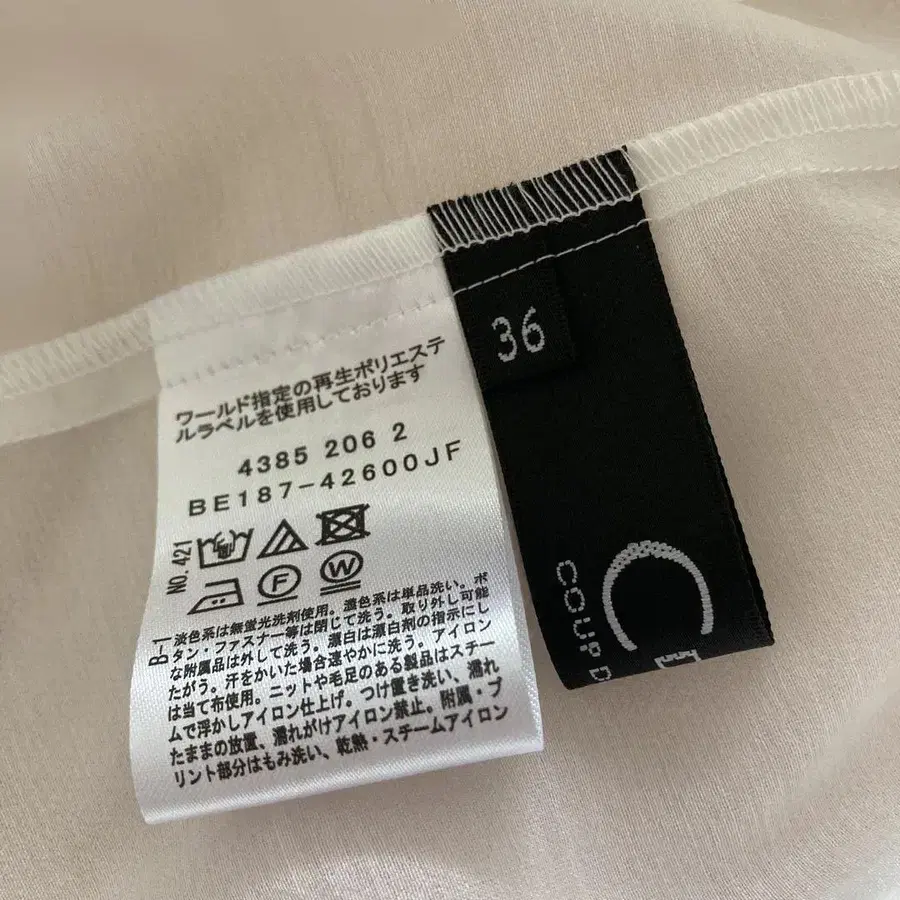 ワールド指定の再生ポリエステ
ルラベルを使用しております
4385 206 2
BE187-42600JF
NO.421
F
W
B-1
淡色系は無蛍光洗剤使用。濃色系は単品洗い。ボ
タン・ファスナー等は閉じて洗う。取り外し可能
な附属品は外して洗う。漂白は漂白剤の指示にし
たがう。汗をかいた場合速やかに洗う。アイロン
は当て布使用。ニットや毛足のある製品はスチー
ムで浮かしアイロン仕上げ。つけ置き洗い、濡れ
たままの放置、濡れがけアイロン禁止。附属・プ
リント部分はもみ洗い、乾熱・スチームアイロン
36
COUP D